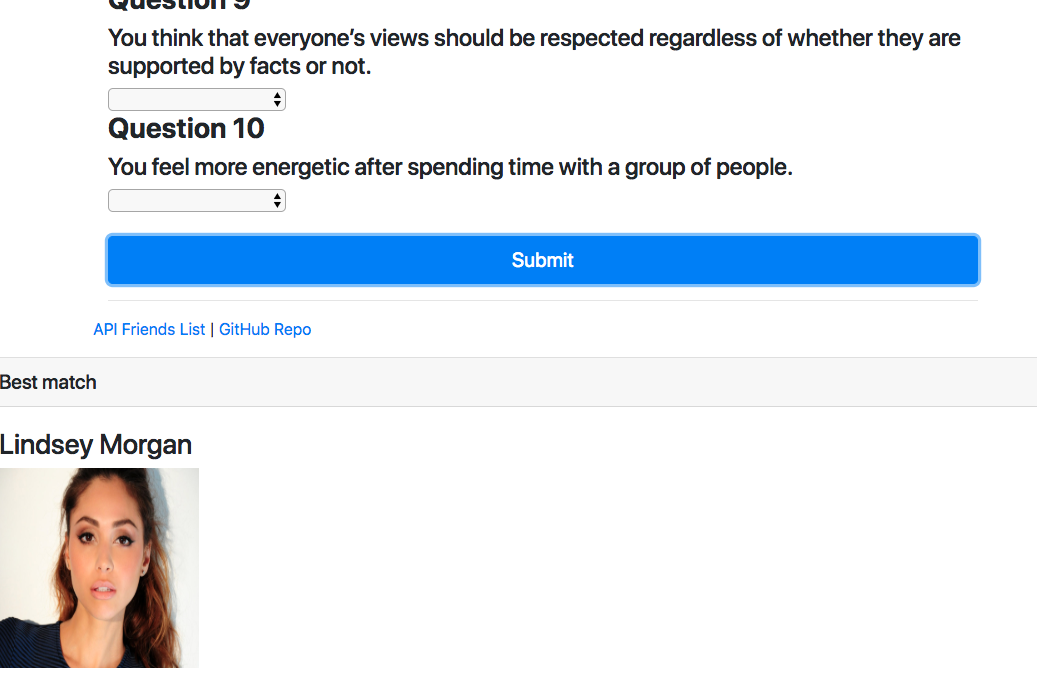 Question 9
You think that everyone’s views should be respected regardless of whether they are
supported by facts or not.
Question 10
You feel more energetic after spending time with a group of people.
Submit
API Friends List | GitHub Repo
Best match
Lindsey Morgan